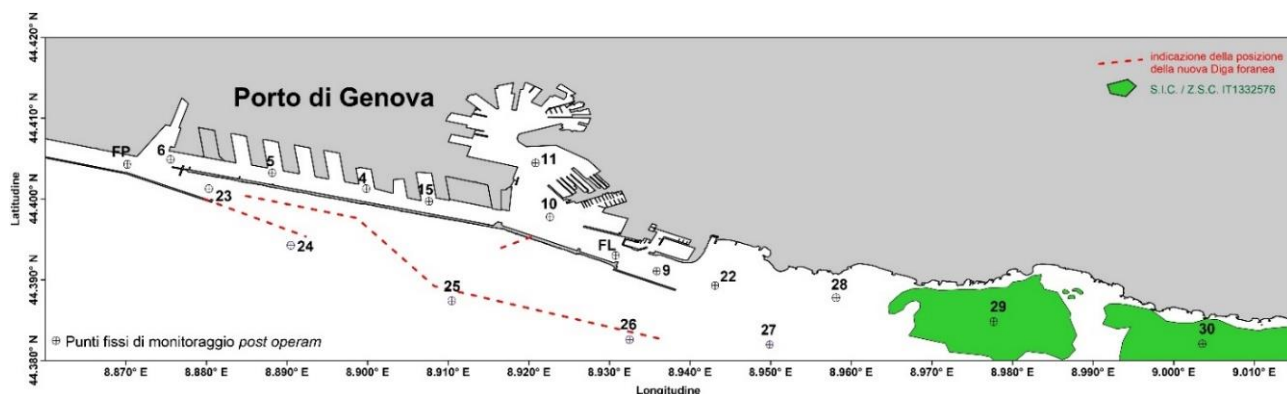 44.420° N
44.410° N
44.400° N
44.390° N
44.380° N
Latitudine
Porto di Genova
indicazione della posizione
della nuova Diga foranea
S.I.C. / Z.S.C. IT1332576
FP
6
5
4
15
11
10
23
24
FL
9
22
25
28
26
27
29
30
Punti fissi di monitoraggio post operam
8.870° E
8.880° E
8.890° E
8.900° E
8.910° E
8.920° E
8.930° E
8.940° E
8.950° E
8.960° E
8.970° E
8.980° E
8.990° E
9.000° E
9.010° E
Longitudine